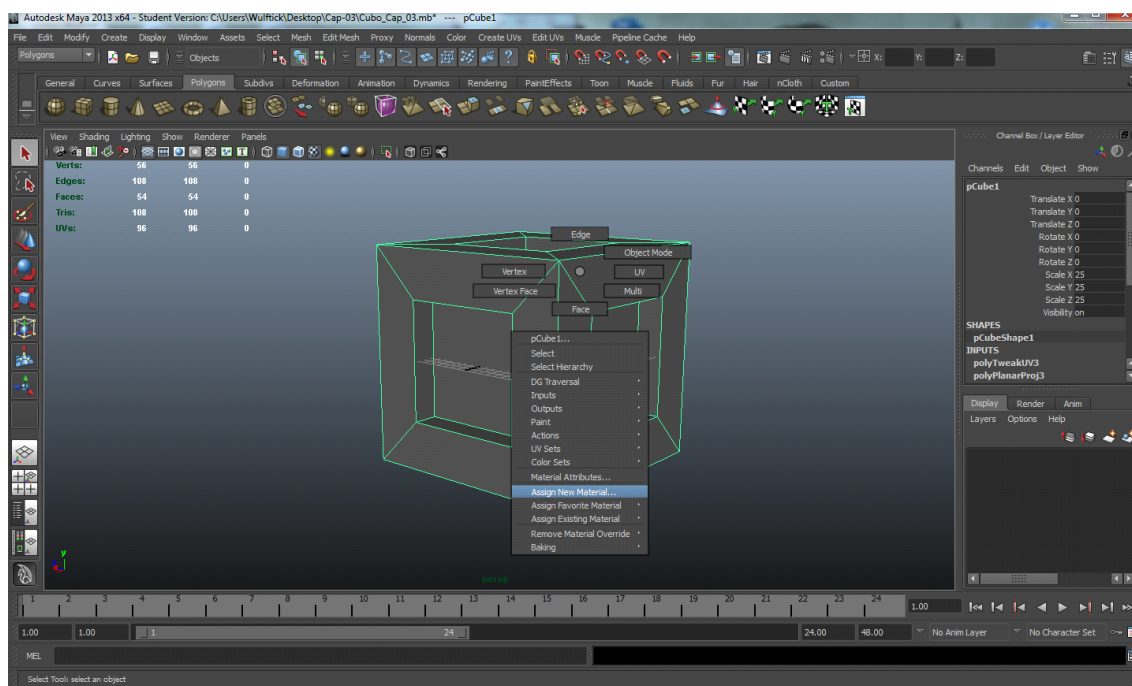 Autodesk Maya 2013 x64 - Student Version: C:\Users\Wulftick\Desktop\Cap-03\Cubo_Cap_03.mb* --- pCube1
File Edit Modify Create Display Window Assets Select Mesh Edit Mesh Proxy Normals Color Create UVs Edit UVs Muscle Pipeline Cache Help
Polygons Objects X: Y: Z:
General Curves Surfaces Polygons Subdivs Deformation Animation Dynamics Rendering PaintEffects Toon Muscle Fluids Fur Hair nCloth Custom
View Shading Lighting Show Renderer Panels
Verts: 56 56 0
Edges: 108 108 0
Faces: 54 54 0
Tris: 108 108 0
UVs: 96 96 0
Edge
Object Mode
Vertex UV
Vertex Face Multi
Face
pCube1...
Select
Select Hierarchy
DG Traversal
Inputs
Outputs
Paint
Actions
UV Sets
Color Sets
Material Attributes...
Assign New Material...
Assign Favorite Material
Assign Existing Material
Remove Material Override
Baking
persp
y
Channel Box / Layer Editor
Channels Edit Object Show
pCube1
Translate X 0
Translate Y 0
Translate Z 0
Rotate X 0
Rotate Y 0
Rotate Z 0
Scale X 25
Scale Y 25
Scale Z 25
Visibility on
SHAPES
pCubeShape1
INPUTS
polyTweakUV3
polyPlanarProj3
Display Render Anim
Layers Options Help
1 2 3 4 5 6 7 8 9 10 11 12 13 14 15 16 17 18 19 20 21 22 23 24 1.00
1.00 1.00 1 24 24.00 48.00 No Anim Layer No Character Set
MEL
Select Tool: select an object